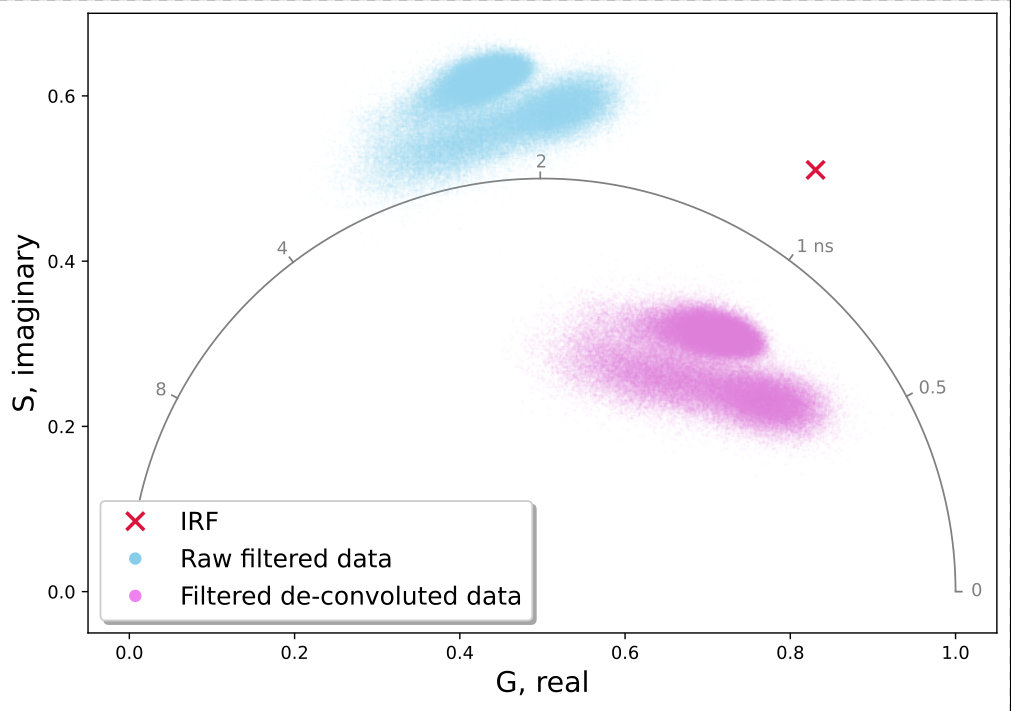 0.6
0.4
0.2
0.0
S, imaginary
2
4
1 ns
8
0.5
0
IRF
Raw filtered data
Filtered de-convoluted data
0.0
0.2
0.4
0.6
0.8
1.0
G, real